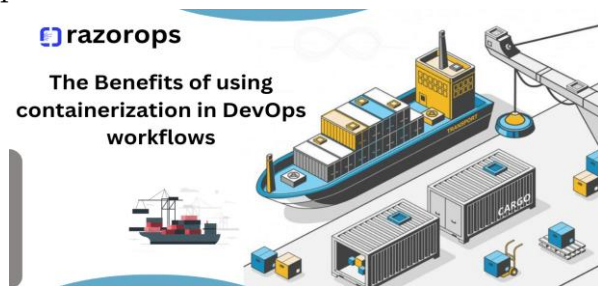 razorops
The Benefits of using
containerization in DevOps
workflows
TRANSPORT
CARGO